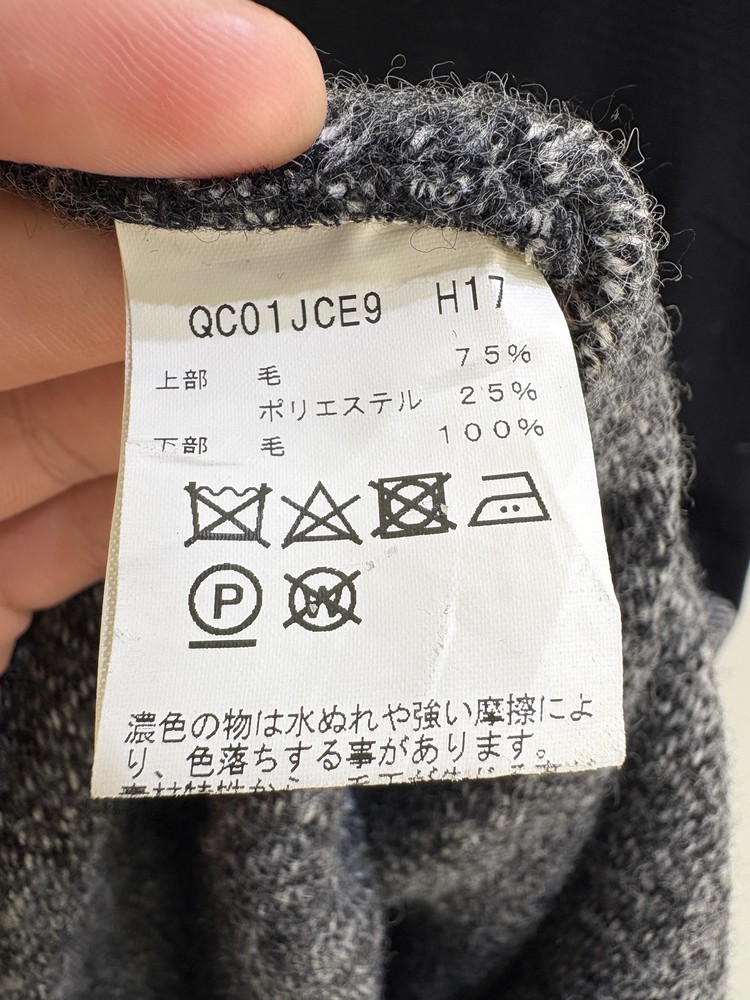 QC01JCE9 H17
上部 毛 75%
ポリエステル 25%
下部 毛 100%
P
W
濃色の物は水ぬれや強い摩擦によ
り、色落ちする事があります。